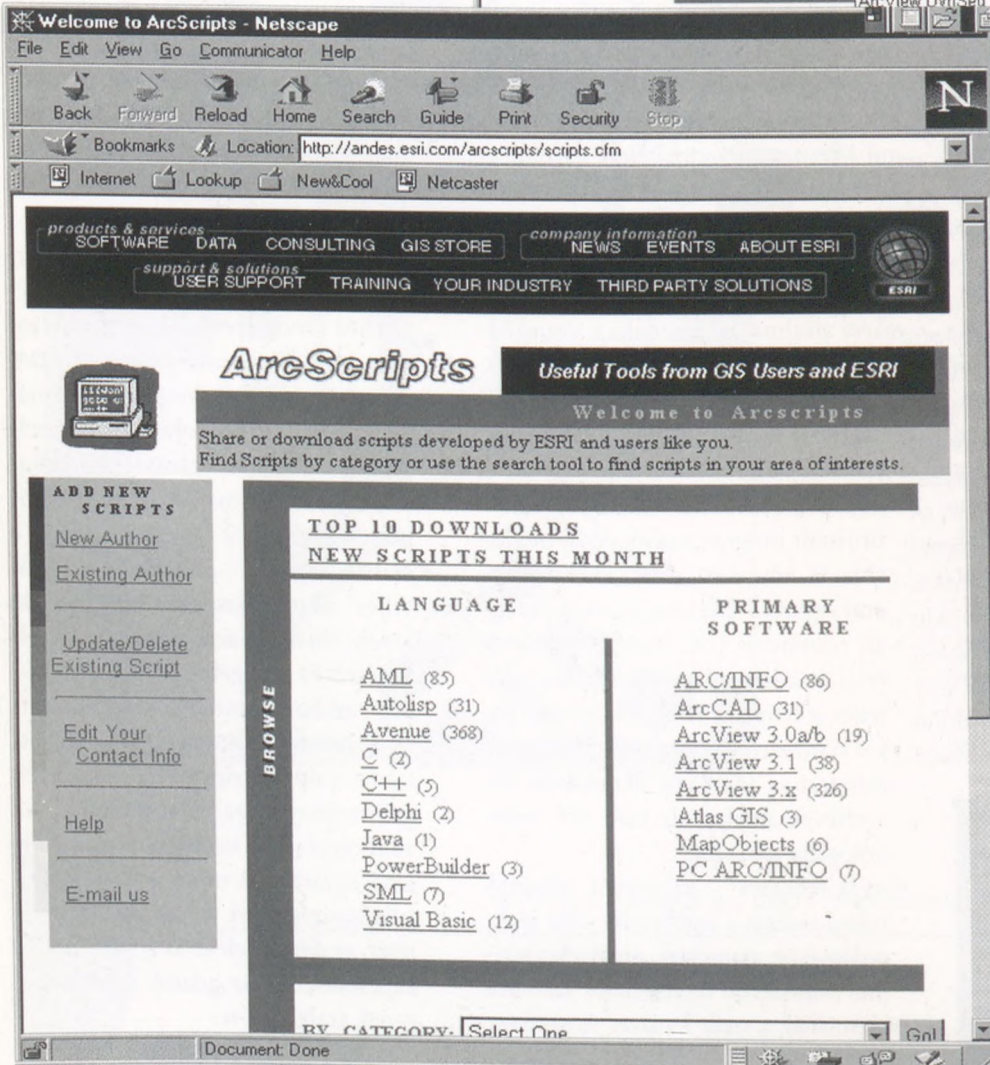 Welcome to ArcScripts - Netscape
File Edit View Go Communicator Help
Back Forward Reload Home Search Guide Print Security Stop
N
Bookmarks Location: http://andes.esri.com/arcscripts/scripts.cfm
Internet Lookup New&Cool Netcaster
products & services
SOFTWARE DATA CONSULTING GIS STORE
company information
NEWS EVENTS ABOUT ESRI
support & solutions
USER SUPPORT TRAINING YOUR INDUSTRY THIRD PARTY SOLUTIONS
ESRI
ArcScripts
Useful Tools from GIS Users and ESRI
Welcome to Arcscripts
Share or download scripts developed by ESRI and users like you.
Find Scripts by category or use the search tool to find scripts in your area of interests.
ADD NEW
SCRIPTS
New Author
Existing Author
Update/Delete
Existing Script
Edit Your
Contact Info
Help
E-mail us
BROWSE
TOP 10 DOWNLOADS
NEW SCRIPTS THIS MONTH
LANGUAGE
AML (85)
Autolisp (31)
Avenue (368)
C (2)
C++ (5)
Delphi (2)
Java (1)
PowerBuilder (3)
SML (7)
Visual Basic (12)
PRIMARY
SOFTWARE
ARC/INFO (86)
ArcCAD (31)
ArcView 3.0a/b (19)
ArcView 3.1 (38)
ArcView 3.x (326)
Atlas GIS (3)
MapObjects (6)
PC ARC/INFO (7)
BY CATEGORY: Select One Go!
Document: Done